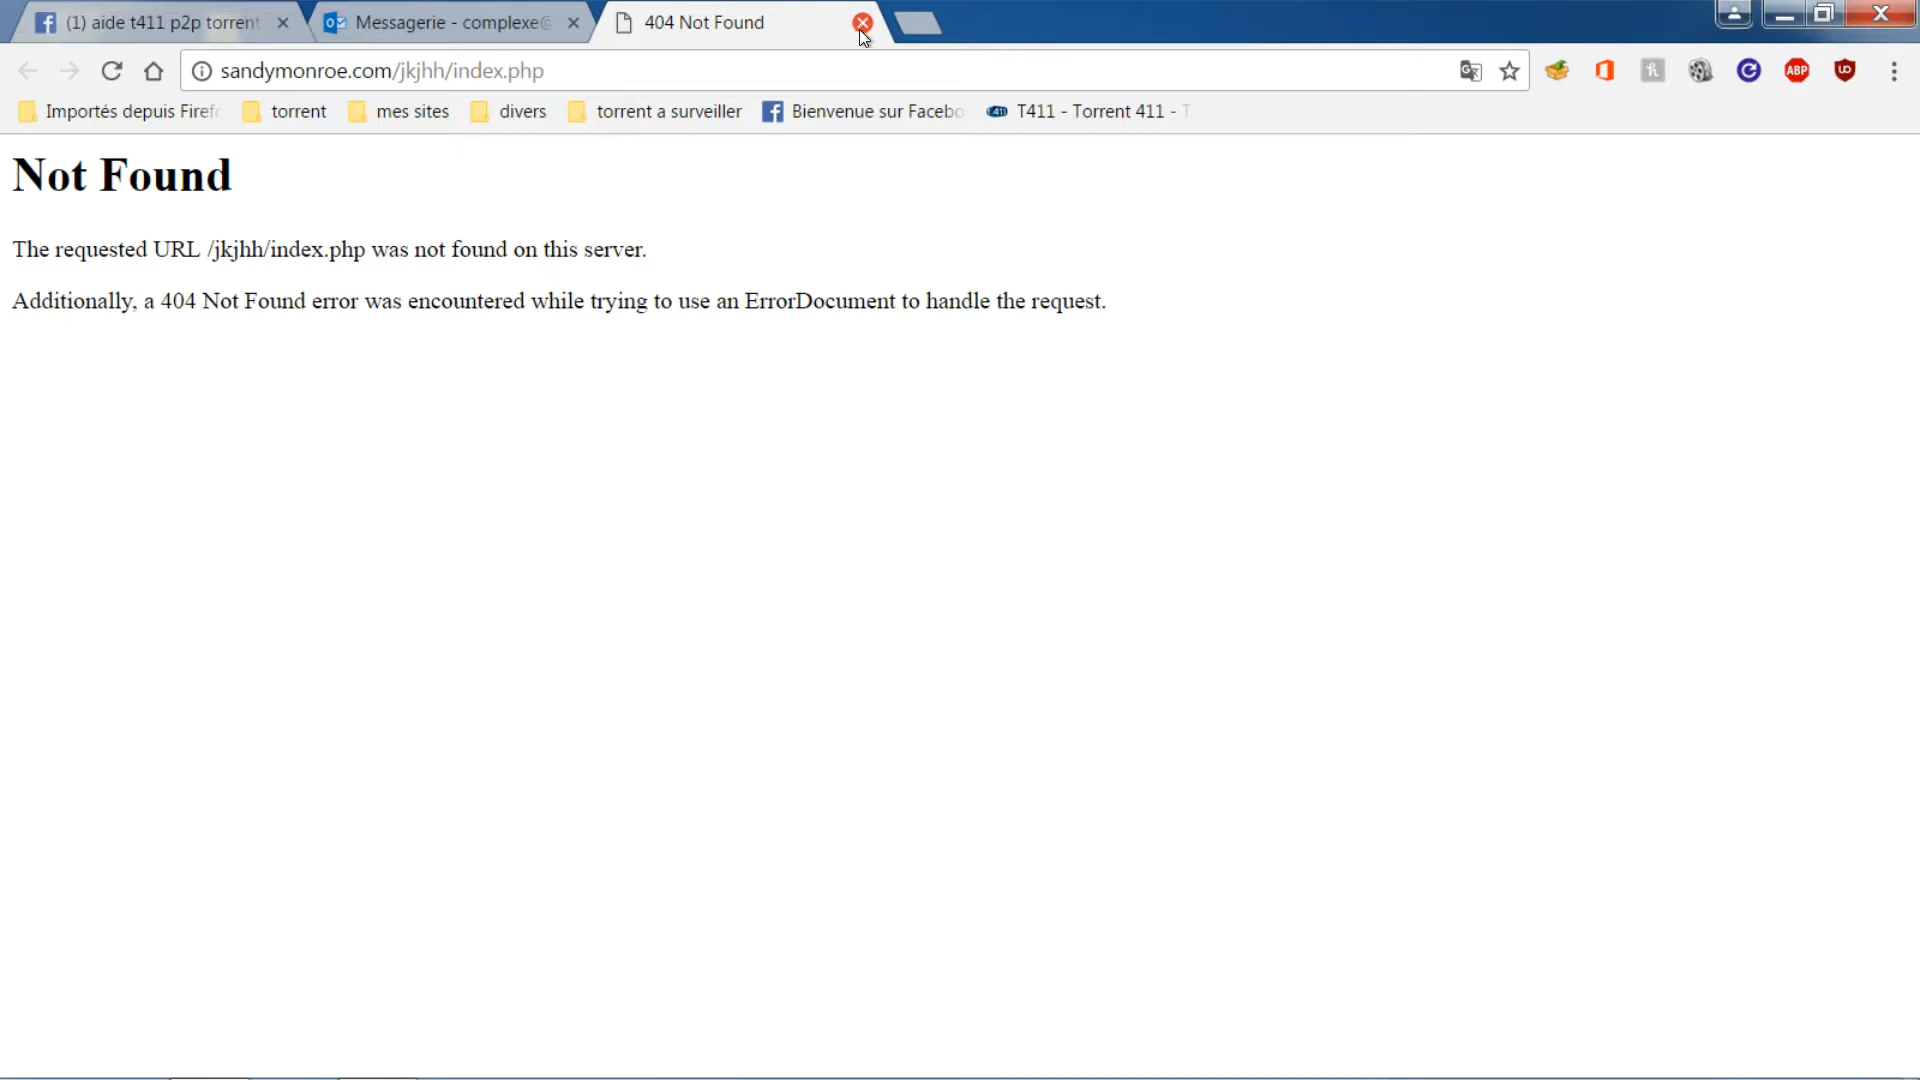 (1) aide t411 p2p torrent
Messagerie - complexe@
404 Not Found
sandymonroe.com/jkjhh/index.php
ABP
Importés depuis Firefo
torrent
mes sites
divers
torrent a surveiller
Bienvenue sur Facebo
T411 - Torrent 411 - T
Not Found
The requested URL /jkjhh/index.php was not found on this server.
Additionally, a 404 Not Found error was encountered while trying to use an ErrorDocument to handle the request.